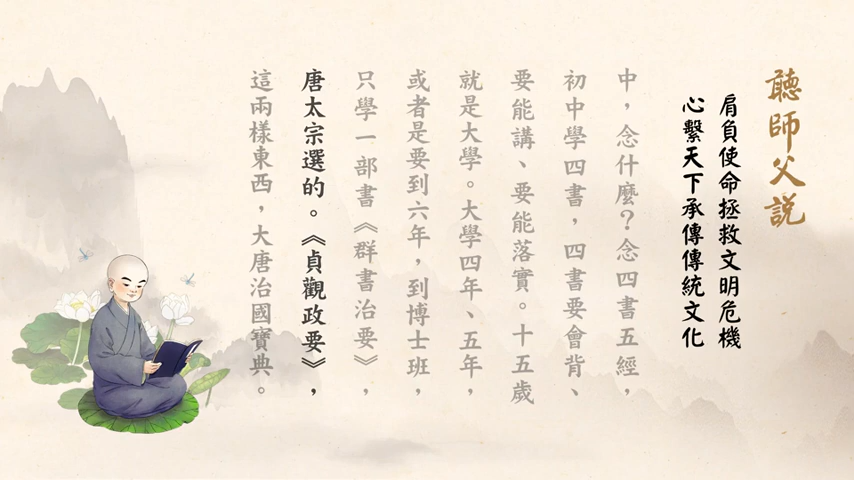 聽師父說
肩負使命拯救文明危機
心繫天下承傳傳統文化
中，念什麼？念四書五經，
初中學四書，四書要會背、
要能講、要能落實。十五歲
就是大學。大學四年、五年，
或者是要到六年，到博士班，
只學一部書《群書治要》，
唐太宗選的。《貞觀政要》，
這兩樣東西，大唐治國寶典。